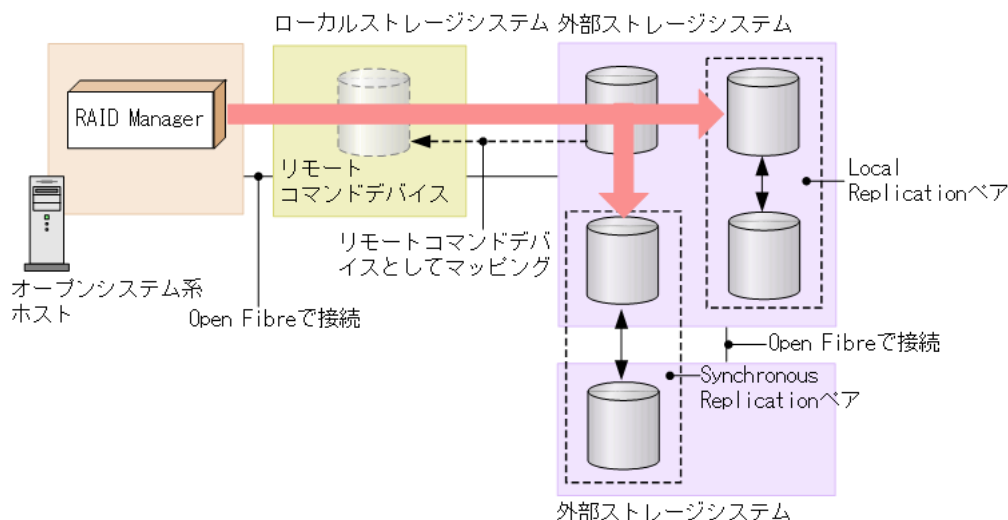 ローカルストレージシステム
外部ストレージシステム
RAID Manager
リモート
コマンドデバイス
Local
Replicationペア
リモートコマンドデバ
イスとしてマッピング
オープンシステム系
ホスト
Open Fibreで接続
Open Fibreで接続
Synchronous
Replicationペア
外部ストレージシステム